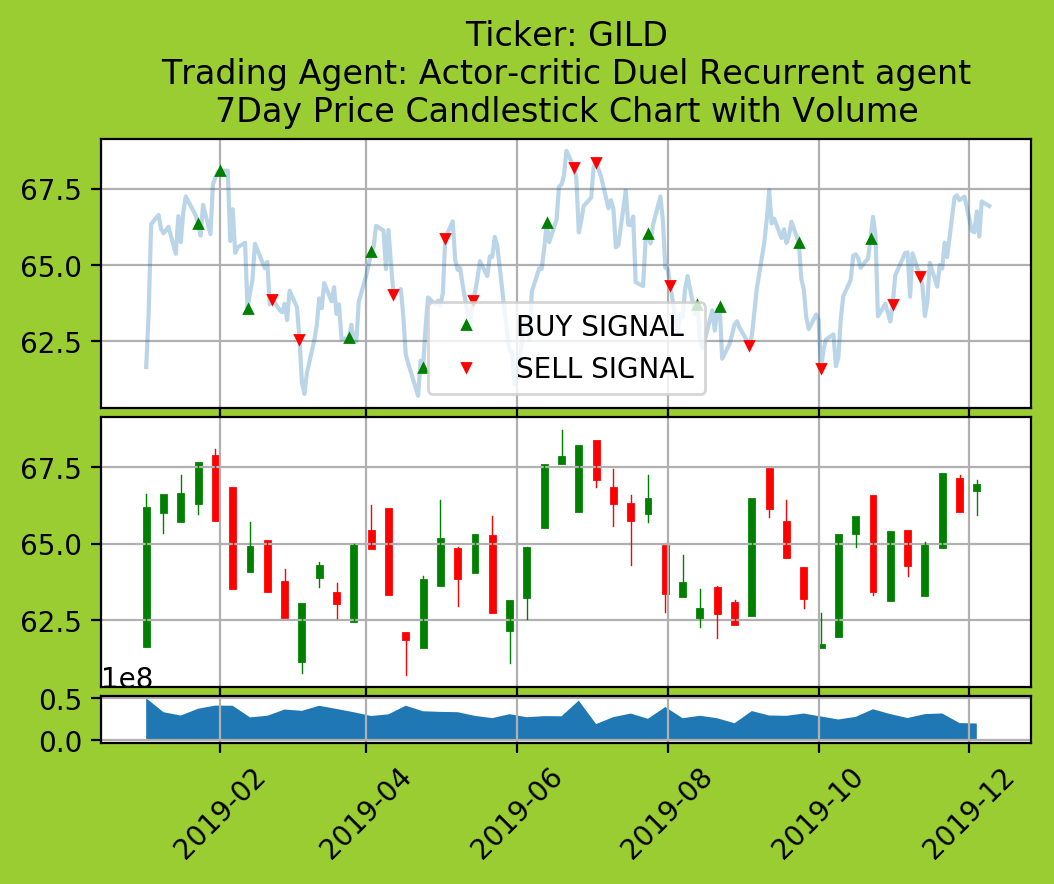 Ticker: GILD
Trading Agent: Actor-critic Duel Recurrent agent
7Day Price Candlestick Chart with Volume
67.5
65.0
62.5
BUY SIGNAL
SELL SIGNAL
67.5
65.0
62.5
1e8
0.5
0.0
2019-02
2019-04
2019-06
2019-08
2019-10
2019-12